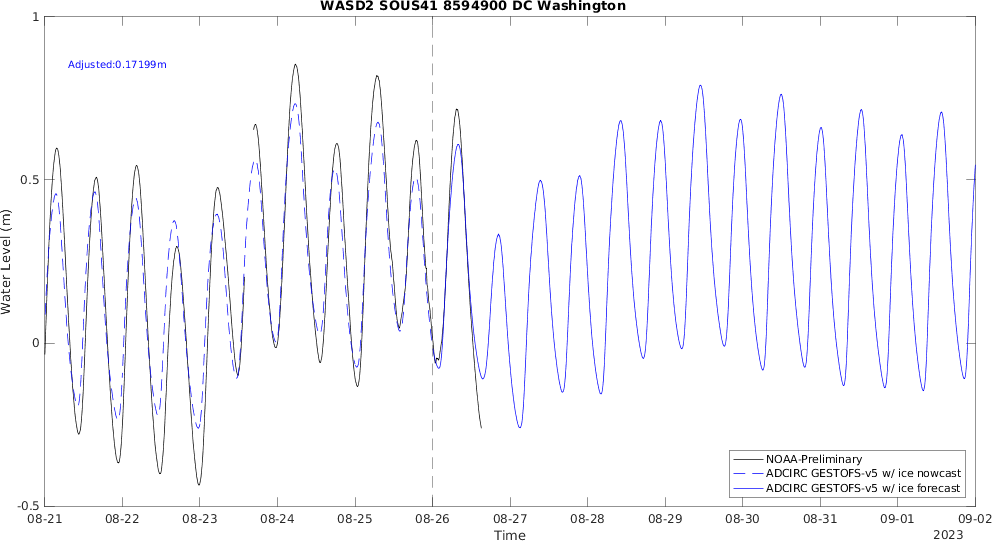 WASD2 SOUS41 8594900 DC Washington
Adjusted:0.17199m
1
0.5
0
-0.5
Water Level (m)
NOAA-Preliminary
ADCIRC GESTOFS-v5 w/ ice nowcast
ADCIRC GESTOFS-v5 w/ ice forecast
08-21 08-22 08-23 08-24 08-25 08-26 08-27 08-28 08-29 08-30 08-31 09-01 09-02
Time
2023